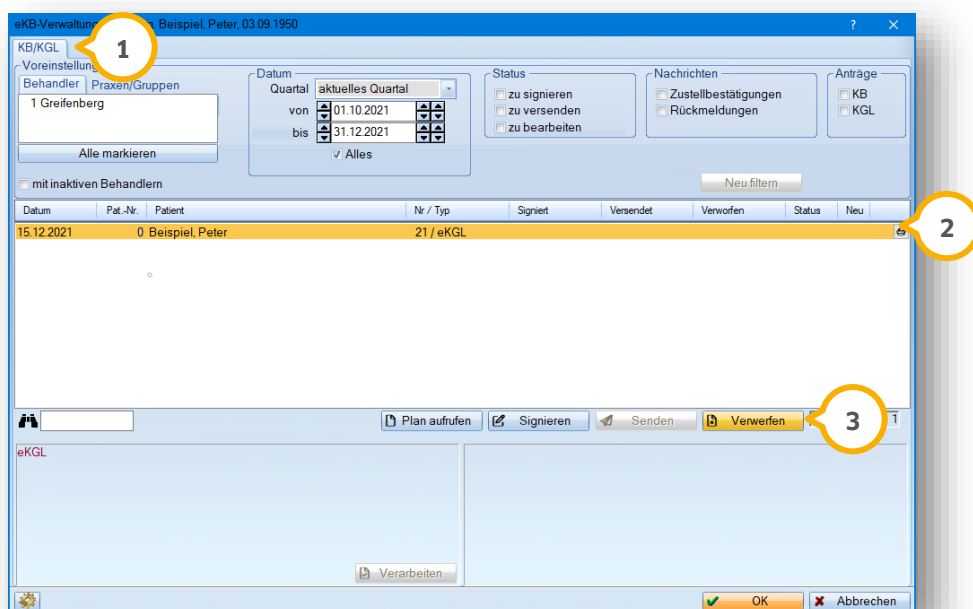 eKB-Verwaltung Beispiel, Peter, 03.09.1950 ? ×
KB/KGL 1
Voreinstellung
Behandler Praxen/Gruppen
1 Greifenberg
Alle markieren
mit inaktiven Behandlern
Datum
Quartal aktuelles Quartal
von 01.10.2021
bis 31.12.2021
Alles
Status
zu signieren
zu versenden
zu bearbeiten
Nachrichten
Zustellbestätigungen
Rückmeldungen
Anträge
KB
KGL
Neu filtern
Datum Pat.-Nr. Patient Nr / Typ Signiert Versendet Verworfen Status Neu
15.12.2021 0 Beispiel, Peter 21 / eKGL
2
Plan aufrufen Signieren Senden Verwerfen 3 1
eKGL
Verarbeiten
OK Abbrechen